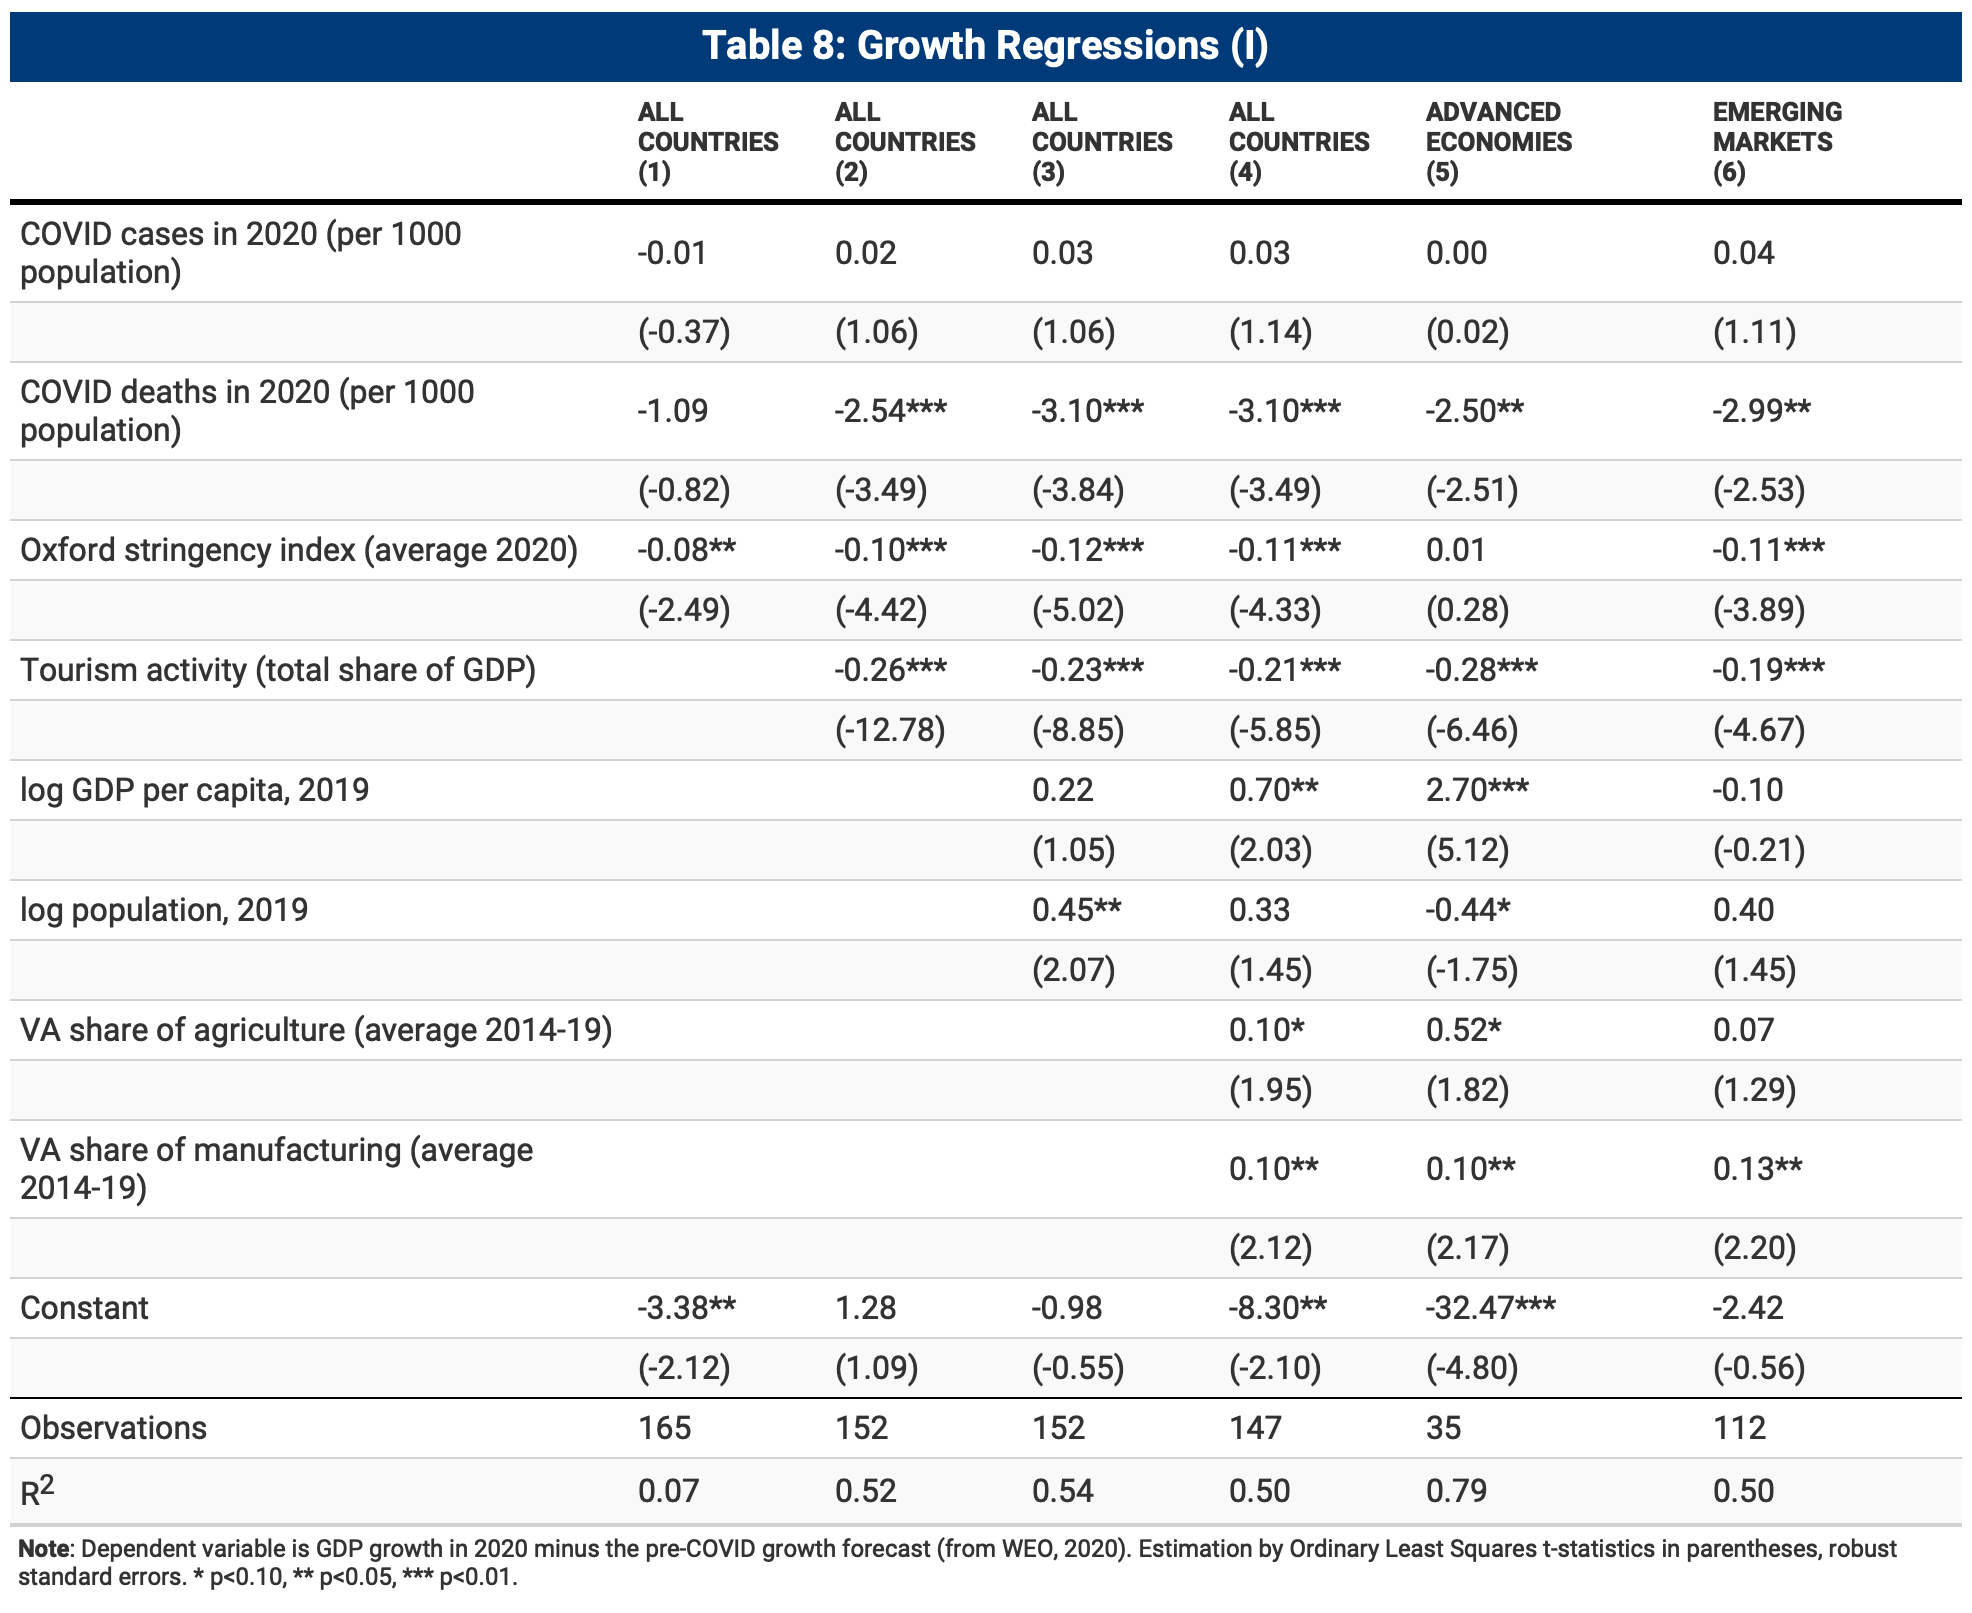 Table 8: Growth Regressions (I)
ALL COUNTRIES (1) ALL COUNTRIES (2) ALL COUNTRIES (3) ALL COUNTRIES (4) ADVANCED ECONOMIES (5) EMERGING MARKETS (6)
COVID cases in 2020 (per 1000 population) -0.01 0.02 0.03 0.03 0.00 0.04
(-0.37) (1.06) (1.06) (1.14) (0.02) (1.11)
COVID deaths in 2020 (per 1000 population) -1.09 -2.54*** -3.10*** -3.10*** -2.50** -2.99**
(-0.82) (-3.49) (-3.84) (-3.49) (-2.51) (-2.53)
Oxford stringency index (average 2020) -0.08** -0.10*** -0.12*** -0.11*** 0.01 -0.11***
(-2.49) (-4.42) (-5.02) (-4.33) (0.28) (-3.89)
Tourism activity (total share of GDP) -0.26*** -0.23*** -0.21*** -0.28*** -0.19***
(-12.78) (-8.85) (-5.85) (-6.46) (-4.67)
log GDP per capita, 2019 0.22 0.70** 2.70*** -0.10
(1.05) (2.03) (5.12) (-0.21)
log population, 2019 0.45** 0.33 -0.44* 0.40
(2.07) (1.45) (-1.75) (1.45)
VA share of agriculture (average 2014-19) 0.10* 0.52* 0.07
(1.95) (1.82) (1.29)
VA share of manufacturing (average 2014-19) 0.10** 0.10** 0.13**
(2.12) (2.17) (2.20)
Constant -3.38** 1.28 -0.98 -8.30** -32.47*** -2.42
(-2.12) (1.09) (-0.55) (-2.10) (-4.80) (-0.56)
Observations 165 152 152 147 35 112
R² 0.07 0.52 0.54 0.50 0.79 0.50
Note: Dependent variable is GDP growth in 2020 minus the pre-COVID growth forecast (from WEO, 2020). Estimation by Ordinary Least Squares t-statistics in parentheses, robust
standard errors. * p<0.10, ** p<0.05, *** p<0.01.